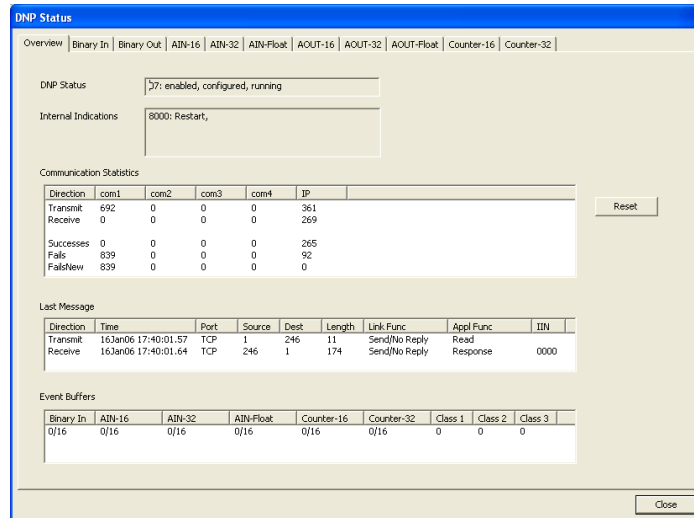 DNP Status
Overview Binary In Binary Out AIN-16 AIN-32 AIN-Float AOUT-16 AOUT-32 AOUT-Float Counter-16 Counter-32
DNP Status 07: enabled, configured, running
Internal Indications 8000: Restart,
Communication Statistics
Direction com1 com2 com3 com4 IP
Transmit 692 0 0 0 361
Receive 0 0 0 0 269
Successes 0 0 0 0 265
Fails 839 0 0 0 92
FailsNew 839 0 0 0 0
Reset
Last Message
Direction Time Port Source Dest Length Link Func Appl Func IIN
Transmit 16Jan06 17:40:01.57 TCP 1 246 11 Send/No Reply Read
Receive 16Jan06 17:40:01.64 TCP 246 1 174 Send/No Reply Response 0000
Event Buffers
Binary In AIN-16 AIN-32 AIN-Float Counter-16 Counter-32 Class 1 Class 2 Class 3
0/16 0/16 0/16 0/16 0/16 0/16 0 0 0
Close